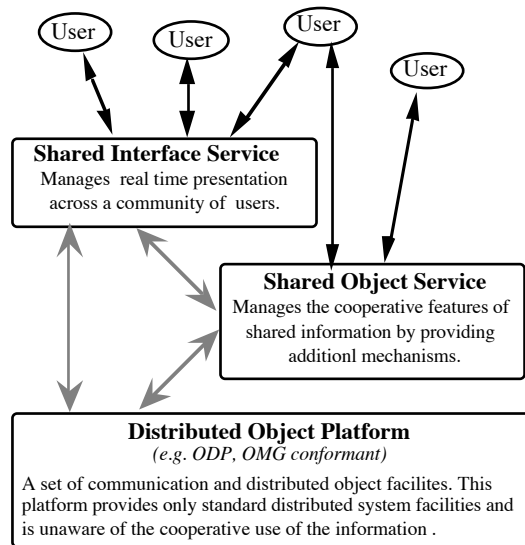 User
User
User
User
Shared Interface Service
Manages real time presentation
across a community of users.
Shared Object Service
Manages the cooperative features of
shared information by providing
additionl mechanisms.
Distributed Object Platform
(e.g. ODP, OMG conformant)
A set of communication and distributed object facilites. This
platform provides only standard distributed system facilities and
is unaware of the cooperative use of the information .